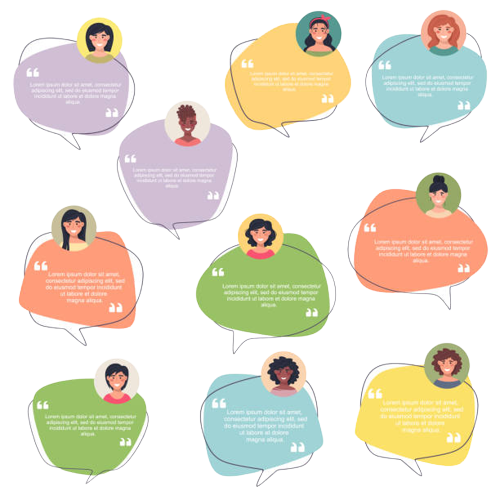 Lorem ipsum dolor sit amet, consectetur
adipiscing elit, sed do eiusmod tempor
incididunt ut labore et dolore magna
aliqua.
Lorem ipsum dolor sit amet, consectetur
adipiscing elit, sed do eiusmod tempor
incididunt ut labore et dolore magna
aliqua.
Lorem ipsum dolor sit amet, consectetur
adipiscing elit, sed do eiusmod tempor
incididunt ut labore et dolore magna
aliqua.
Lorem ipsum dolor sit amet, consectetur
adipiscing elit, sed do eiusmod tempor
incididunt ut labore et dolore magna
aliqua.
Lorem ipsum dolor sit amet,
consectetur adipiscing elit, sed
do eiusmod tempor incididunt
ut labore et dolore magna
aliqua.
Lorem ipsum dolor sit amet, consectetur
adipiscing elit, sed do eiusmod tempor
incididunt ut labore et dolore magna
aliqua.
Lorem ipsum dolor sit amet, consectetur
adipiscing elit, sed do eiusmod tempor
incididunt ut labore et dolore magna
aliqua.
Lorem ipsum dolor sit amet, consectetur
adipiscing elit, sed do eiusmod tempor
incididunt ut labore et dolore magna
aliqua.
Lorem ipsum dolor sit amet,
consectetur adipiscing elit, sed do
eiusmod tempor incididunt
ut labore et dolore
magna aliqua.
Lorem ipsum dolor sit amet,
consectetur adipiscing elit, sed
do eiusmod tempor incididunt
ut labore et dolore
magna aliqua.